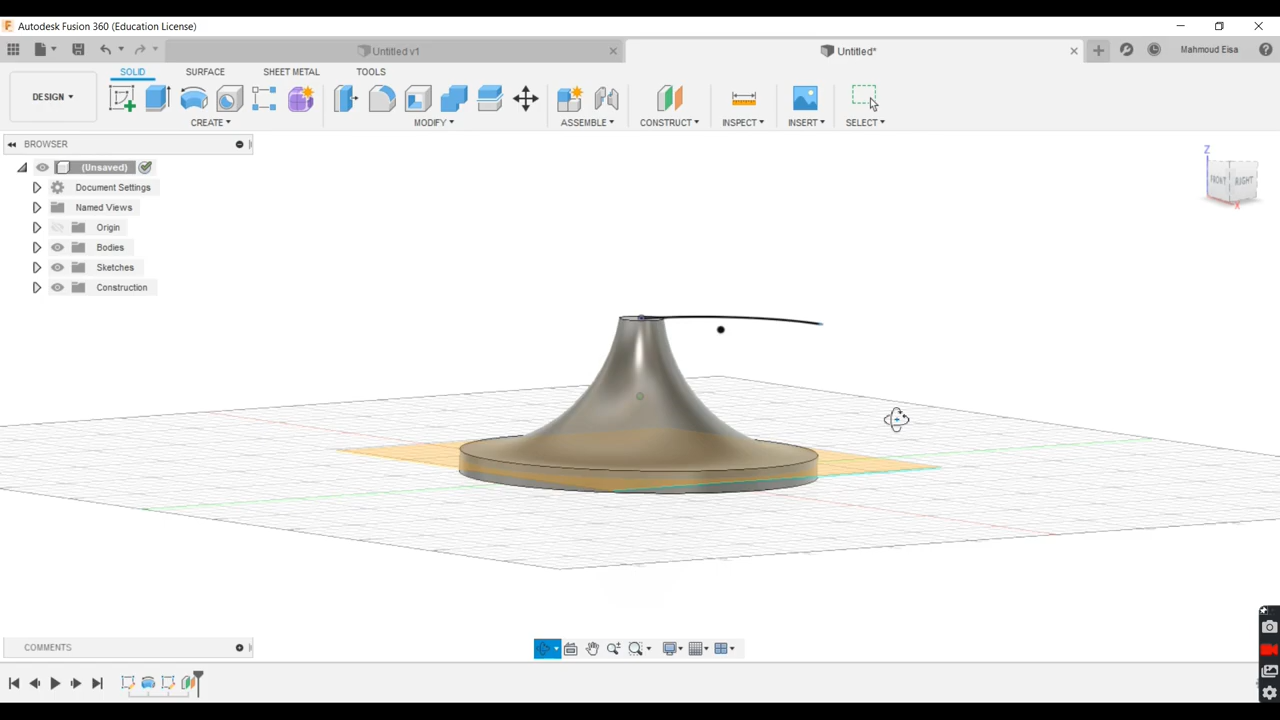 Autodesk Fusion 360 (Education License)
Untitled v1
Untitled*
Mahmoud Eisa
SOLID SURFACE SHEET METAL TOOLS
DESIGN
CREATE MODIFY ASSEMBLE CONSTRUCT INSPECT INSERT SELECT
BROWSER
(Unsaved)
Document Settings
Named Views
Origin
Bodies
Sketches
Construction
Z
FRONT RIGHT
X
COMMENTS